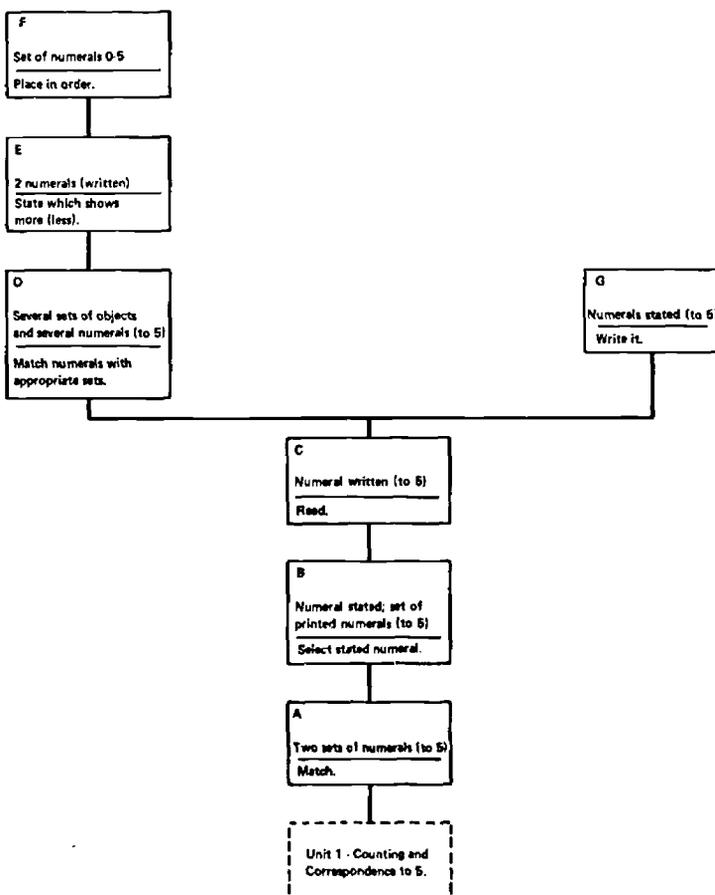 F
Set of numerals 0-5
Place in order.
E
2 numerals (written)
State which shows
more (less).
D
Several sets of objects
and several numerals (to 5)
Match numerals with
appropriate sets.
G
Numerals stated (to 5)
Write it.
C
Numeral written (to 5)
Read.
B
Numeral stated; set of
printed numerals (to 5)
Select stated numeral.
A
Two sets of numerals (to 5)
Match.
Unit 1 - Counting and
Correspondence to 5.